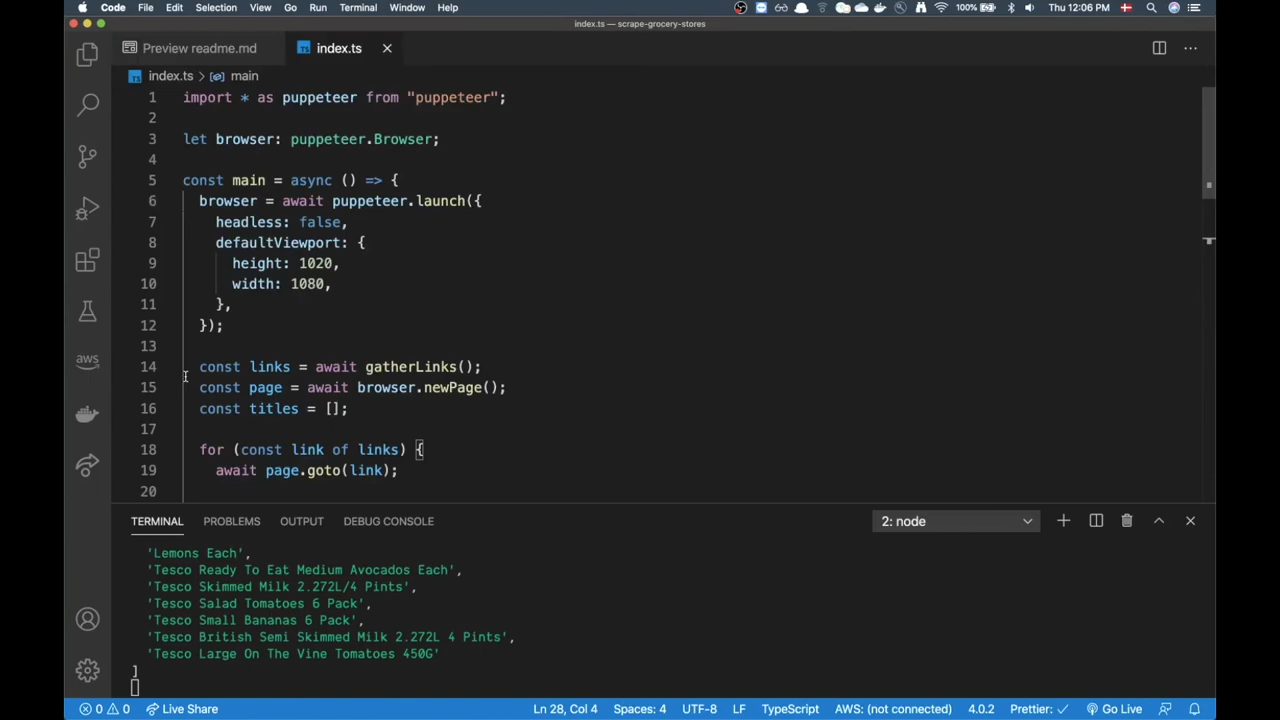 Code File Edit Selection View Go Run Terminal Window Help 100% Thu 12:06 PM
index.ts — scrape-grocery-stores
Preview readme.md
TS index.ts
TS index.ts > main
1 import * as puppeteer from "puppeteer";
2
3 let browser: puppeteer.Browser;
4
5 const main = async () => {
6 browser = await puppeteer.launch({
7 headless: false,
8 defaultViewport: {
9 height: 1020,
10 width: 1080,
11 },
12 });
13
14 const links = await gatherLinks();
15 const page = await browser.newPage();
16 const titles = [];
17
18 for (const link of links) {
19 await page.goto(link);
20
aws
TERMINAL PROBLEMS OUTPUT DEBUG CONSOLE 2: node
'Lemons Each',
'Tesco Ready To Eat Medium Avocados Each',
'Tesco Skimmed Milk 2.272L/4 Pints',
'Tesco Salad Tomatoes 6 Pack',
'Tesco Small Bananas 6 Pack',
'Tesco British Semi Skimmed Milk 2.272L 4 Pints',
'Tesco Large On The Vine Tomatoes 450G'
]
0 0 Live Share Ln 28, Col 4 Spaces: 4 UTF-8 LF TypeScript AWS: (not connected) 4.0.2 Prettier: ✓ Go Live